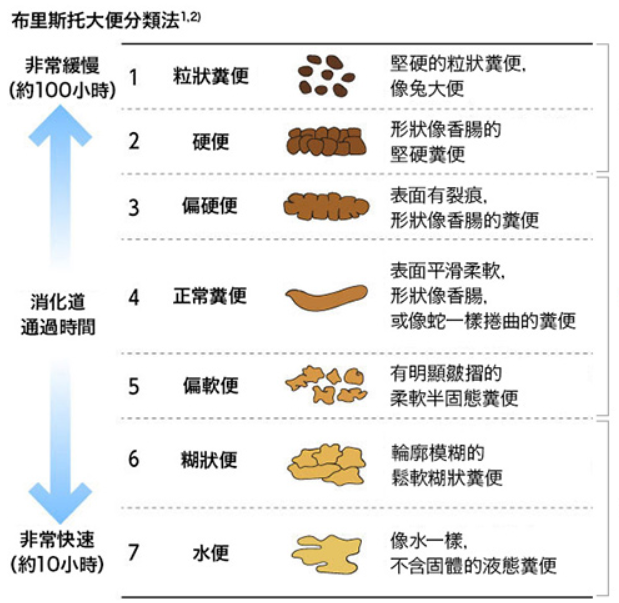 布里斯托大便分類法1,2)
非常緩慢
(約100小時)
消化道
通過時間
非常快速
(約10小時)
1 粒狀糞便
堅硬的粒狀糞便,
像兔大便
2 硬便
形狀像香腸的
堅硬糞便
3 偏硬便
表面有裂痕,
形狀像香腸的糞便
4 正常糞便
表面平滑柔軟,
形狀像香腸,
或像蛇一樣捲曲的糞便
5 偏軟便
有明顯皺摺的
柔軟半固態糞便
6 糊狀便
輪廓模糊的
鬆軟糊狀糞便
7 水便
像水一樣,
不含固體的液態糞便